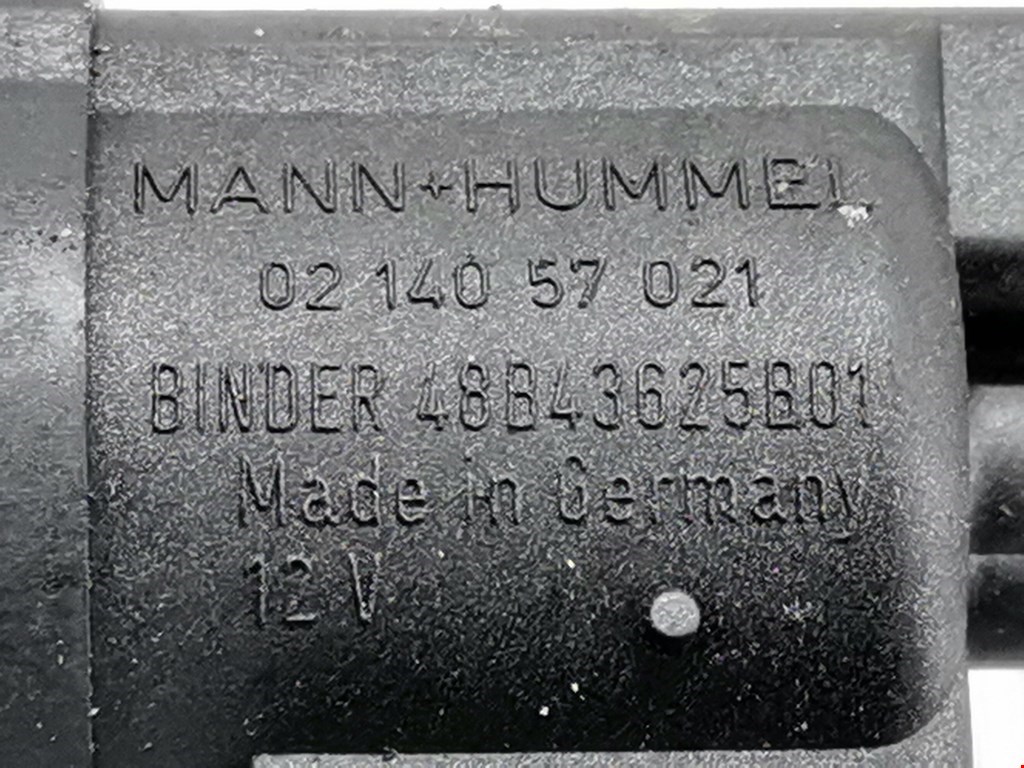 MANN+HUMMEL
02 140 57 021
BINDER 48B43625B01
Made in Germany
12 V